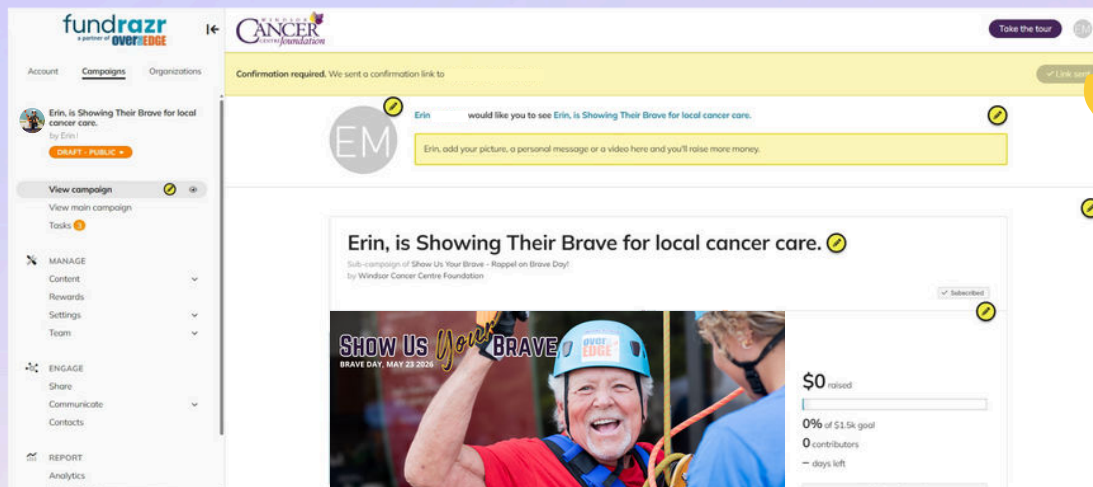 fundrazr
a partner of OVER THE EDGE
WINDSOR
CANCER
CENTRE foundation
Take the tour
EM
Account
Campaigns
Organizations
Confirmation required. We sent a confirmation link to
Link sent
Erin, is Showing Their Brave for local
cancer care.
by Erin
DRAFT - PUBLIC
EM
Erin would like you to see Erin, is Showing Their Brave for local cancer care.
Erin, add your picture, a personal message or a video here and you'll raise more money.
View campaign
View main campaign
Tasks 3
MANAGE
Content
Rewards
Settings
Team
ENGAGE
Share
Communicate
Contacts
REPORT
Analytics
Erin, is Showing Their Brave for local cancer care.
Sub-campaign of Show Us Your Brave - Rappel on Brave Day!
by Windsor Cancer Centre Foundation
Subscribed
SHOW US Your BRAVE
BRAVE DAY, MAY 23 2026
over EDGE
$0 raised
0% of $1.5k goal
0 contributors
– days left